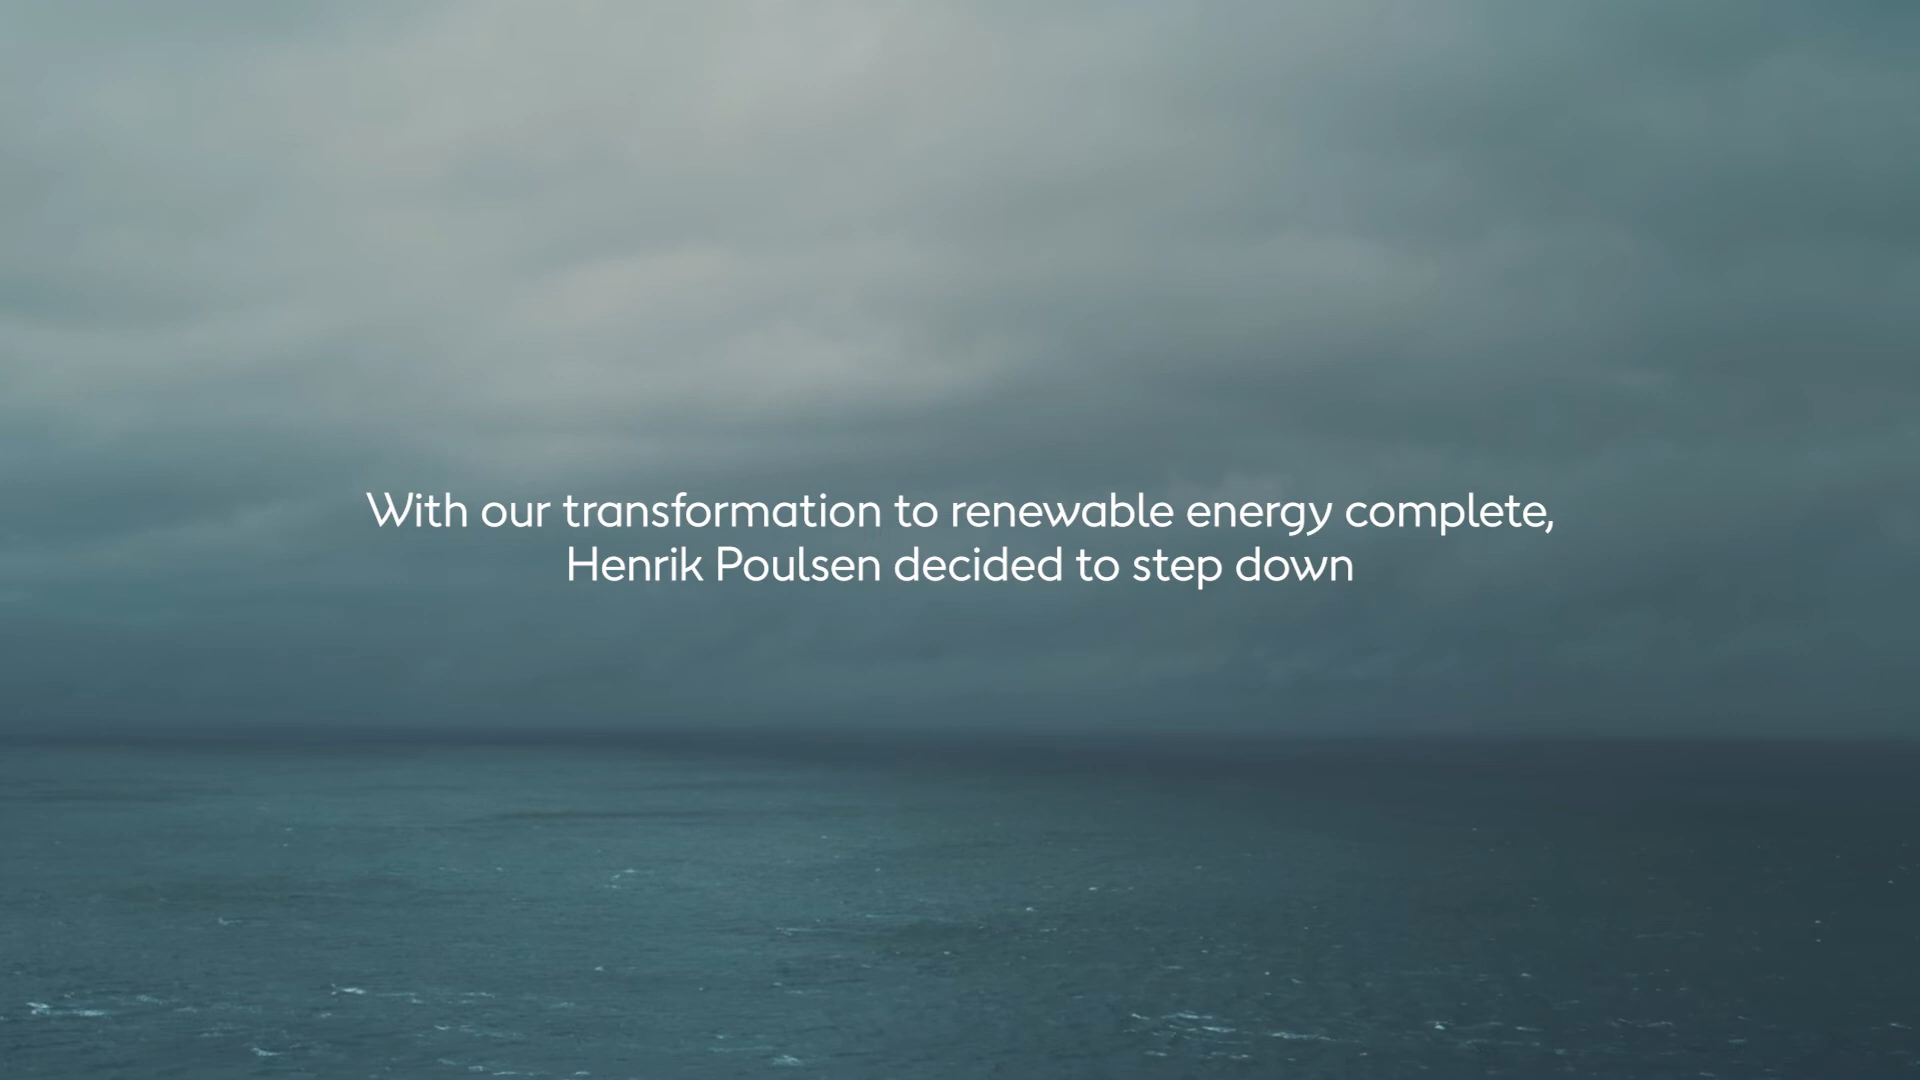 With our transformation to renewable energy complete,
Henrik Poulsen decided to step down